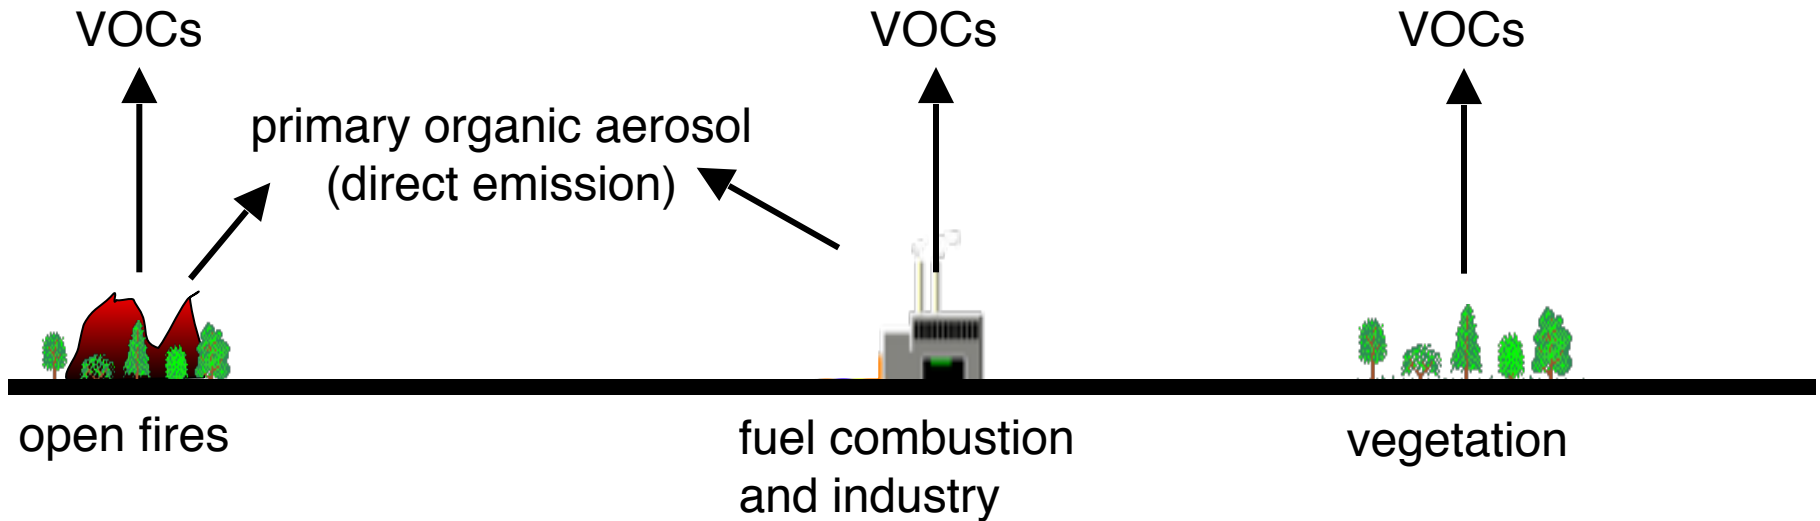 VOCs
VOCs
VOCs
primary organic aerosol
(direct emission)
open fires
fuel combustion
and industry
vegetation